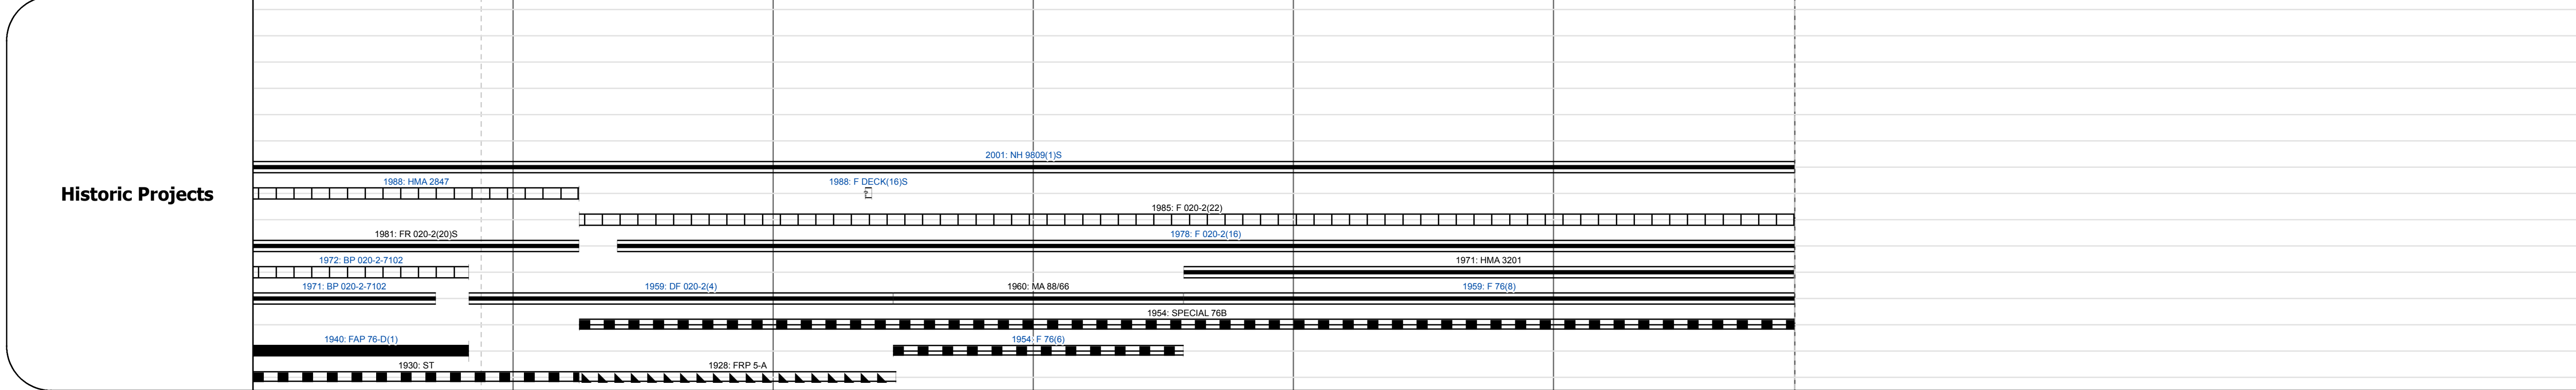 2001: NH 9809(1)S
1988: HMA 2847
1988: F DECK(16)S
?
Historic Projects
1985: F 020-2(22)
1981: FR 020-2(20)S
1978: F 020-2(16)
1972: BP 020-2-7102
1971: HMA 3201
1971: BP 020-2-7102
1959: DF 020-2(4)
1960: MA 88/66
1959: F 76(8)
1954: SPECIAL 76B
1940: FAP 76-D(1)
1954: F 76(6)
1930: ST
1928: FRP 5-A